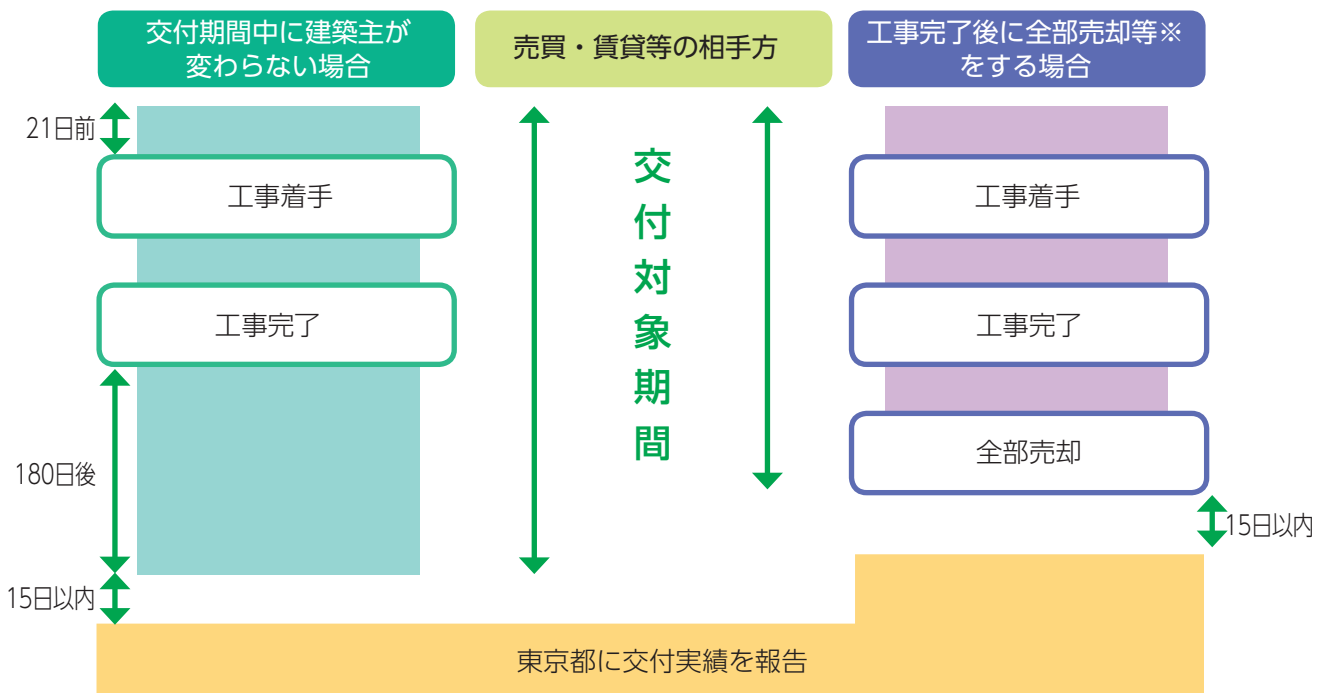 交付期間中に建築主が
変わらない場合
売買・賃貸等の相手方
工事完了後に全部売却等※
をする場合
21日前
工事着手
工事完了
180日後
15日以内
交付対象期間
工事着手
工事完了
全部売却
15日以内
東京都に交付実績を報告